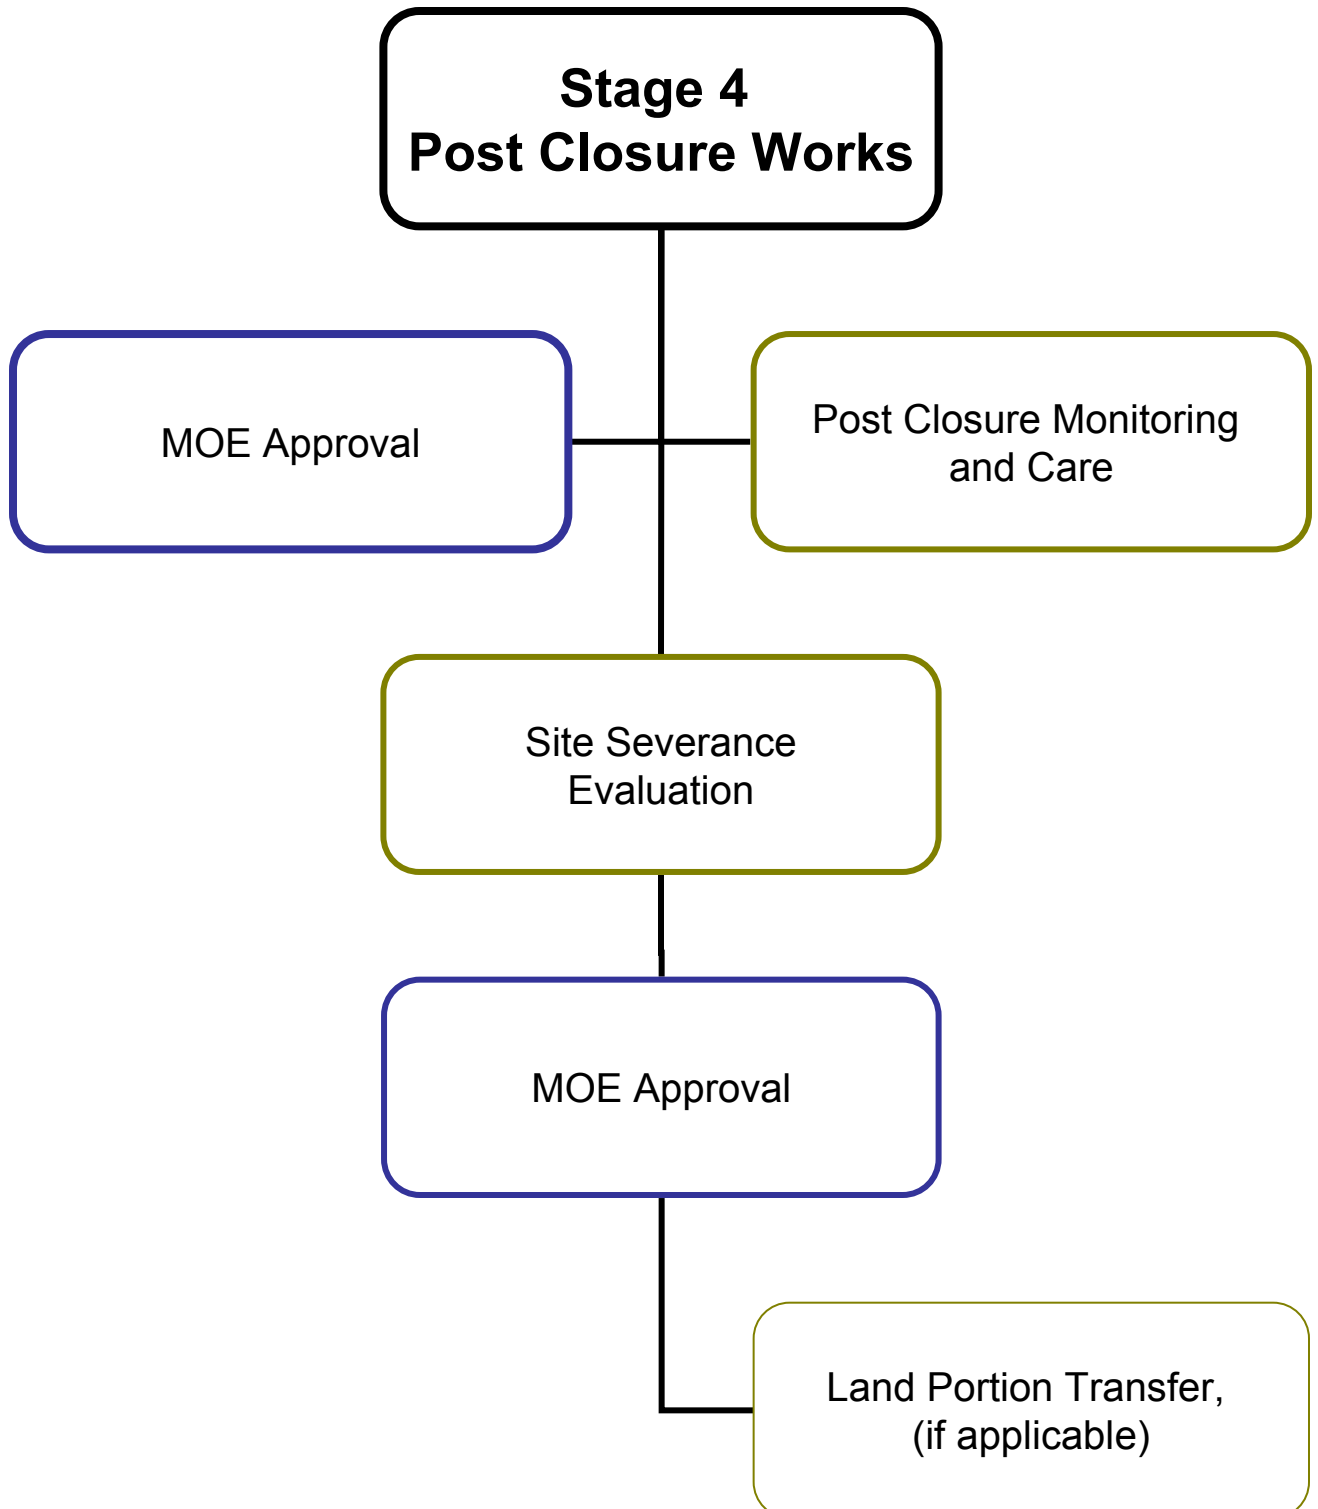 Stage 4
Post Closure Works
MOE Approval
Post Closure Monitoring
and Care
Site Severance
Evaluation
MOE Approval
Land Portion Transfer,
(if applicable)